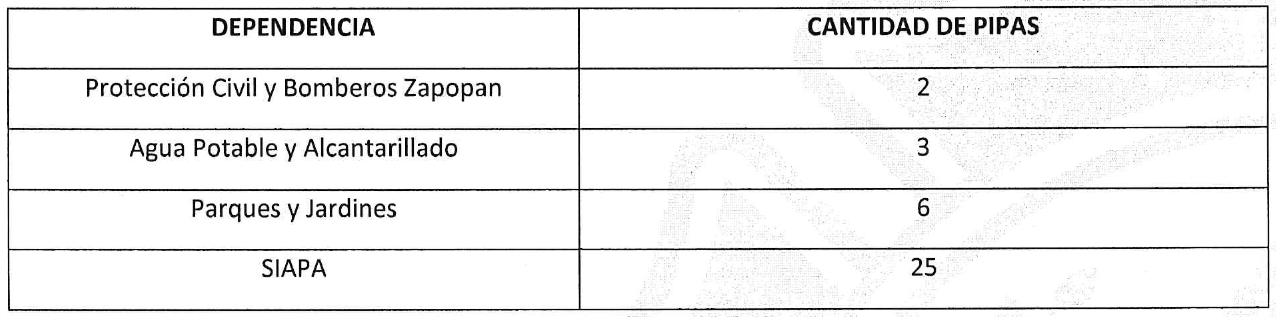 DEPENDENCIA CANTIDAD DE PIPAS
Protección Civil y Bomberos Zapopan 2
Agua Potable y Alcantarillado 3
Parques y Jardines 6
SIAPA 25